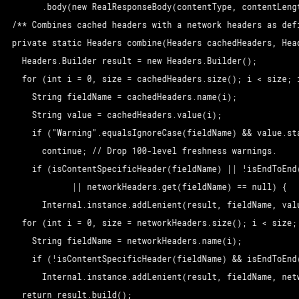 .body(new RealResponseBody(contentType, contentLengt
/** Combines cached headers with a network headers as def
private static Headers combine(Headers cachedHeaders, Head
Headers.Builder result = new Headers.Builder();
for (int i = 0, size = cachedHeaders.size(); i < size; i
String fieldName = cachedHeaders.name(i);
String value = cachedHeaders.value(i);
if ("Warning".equalsIgnoreCase(fieldName) && value.sta
continue; // Drop 100-level freshness warnings.
if (isContentSpecificHeader(fieldName) || !isEndToEnd(
|| networkHeaders.get(fieldName) == null) {
Internal.instance.addLenient(result, fieldName, valu
for (int i = 0, size = networkHeaders.size(); i < size;
String fieldName = networkHeaders.name(i);
if (!isContentSpecificHeader(fieldName) && isEndToEnd(
Internal.instance.addLenient(result, fieldName, netw
return result.build();